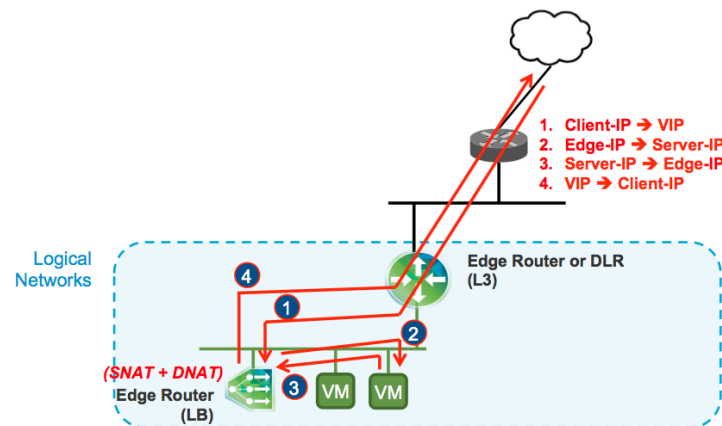 1. Client-IP ➔ VIP
2. Edge-IP ➔ Server-IP
3. Server-IP ➔ Edge-IP
4. VIP ➔ Client-IP
Logical
Networks
Edge Router or DLR
(L3)
4
1
2
(SNAT + DNAT)
Edge Router
(LB)
3
VM
VM